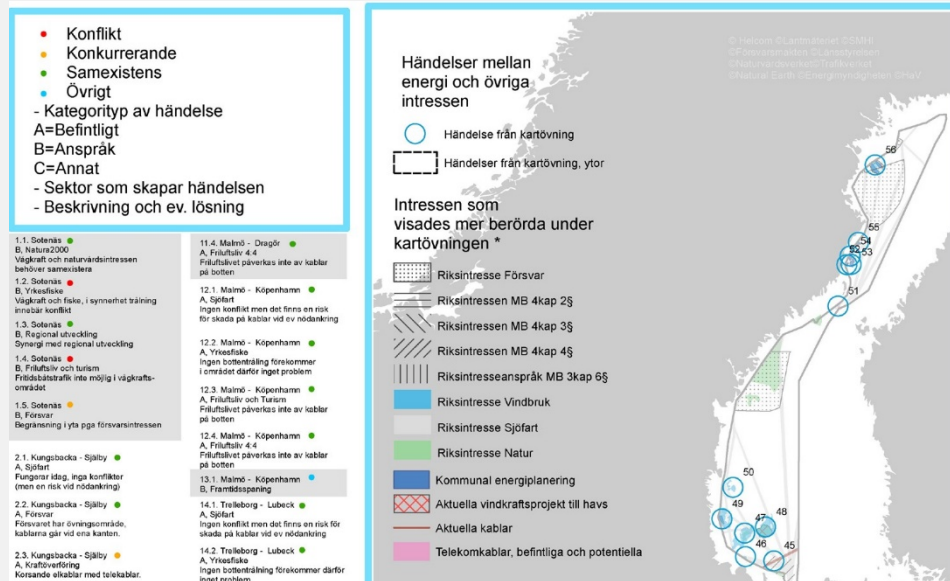 Konflikt
Konkurrerande
Samexistens
Övrigt
- Kategorityp av händelse
A=Befintligt
B=Anspråk
C=Annat
- Sektor som skapar händelsen
- Beskrivning och ev. lösning
1.1. Sotenäs
B, Natura2000
Vågkraft och naturvårdsintressen
behöver samexistera
1.2. Sotenäs
B, Yrkesfiske
Vågkraft och fiske, i synnerhet trålning
innebär konflikt
1.3. Sotenäs
B, Regional utveckling
Synergi med regional utveckling
1.4. Sotenäs
B, Friluftsliv och turism
Fritidsbåtstrafik inte möjlig i vågkrafts-
området
1.5. Sotenäs
B, Försvar
Begränsning i yta pga försvarsintressen
2.1. Kungsbacka - Själby
A, Sjöfart
Fungerar idag, inga konflikter
(men en risk vid nödankring)
2.2. Kungsbacka - Själby
A, Försvar
Försvaret har övningsområde,
kablarna går vid ena kanten.
2.3. Kungsbacka - Själby
A, Kraftöverföring
Korsande elkablar med telekablar.
11.4. Malmö - Dragör
A, Friluftsliv 4:4
Friluftslivet påverkas inte av kablar
på botten
12.1. Malmö - Köpenhamn
A, Sjöfart
Ingen konflikt men det finns en risk
för skada på kablar vid ev nödankring
12.2. Malmö - Köpenhamn
A, Yrkesfiske
Ingen bottentråling förekommer
i området därför inget problem
12.3. Malmö - Köpenhamn
A, Friluftsliv och Turism
Friluftslivet påverkas inte av kablar
på botten
12.4. Malmö - Köpenhamn
A, Friluftsliv 4:4
Friluftslivet påverkas inte av kablar
på botten
13.1. Malmö - Köpenhamn
B, Framtidsspaning
14.1. Trelleborg - Lubeck
A, Sjöfart
Ingen konflikt men det finns en risk för
skada på kablar vid ev nödankring
14.2. Trelleborg - Lubeck
A, Yrkesfiske
Ingen bottentrålning förekommer därför
inget problem
Händelser mellan
energi och övriga
intressen
Händelse från kartövning
Händelser från kartövning, ytor
Intressen som
visades mer berörda under
kartövningen *
Riksintresse Försvar
Riksintressen MB 4kap 2§
Riksintressen MB 4kap 3§
Riksintressen MB 4kap 4§
Riksintresseanspråk MB 3kap 6§
Riksintresse Vindbruk
Riksintresse Sjöfart
Riksintresse Natur
Kommunal energiplanering
Aktuella vindkraftsprojekt till havs
Aktuella kablar
Telekomkablar, befintliga och potentiella
© Helcom ©Lantmäteriet ©SMHI
©Försvarsmakten ©Länsstyrelsen
©Naturvårdsverket©Trafikverket
©Natural Earth ©Energimyndigheten ©HaV
56
55
54
52 53
51
50
49
47 48
46 45